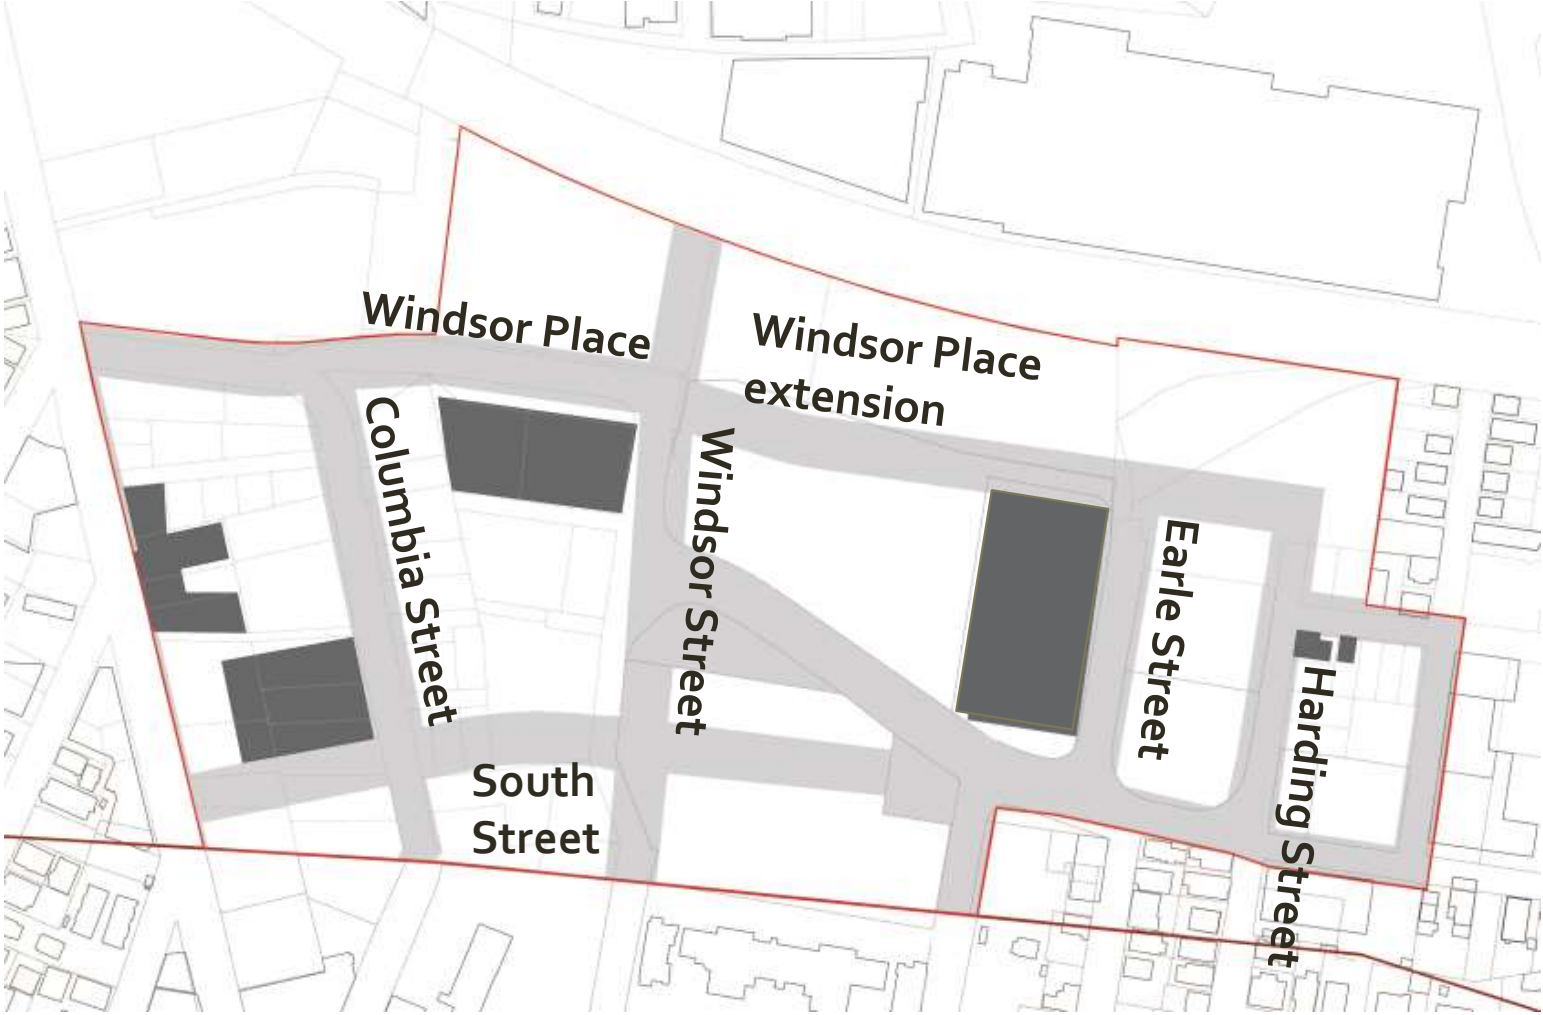 Windsor Place
Windsor Place
extension
Columbia Street
Windsor Street
Earle Street
Harding Street
South
Street